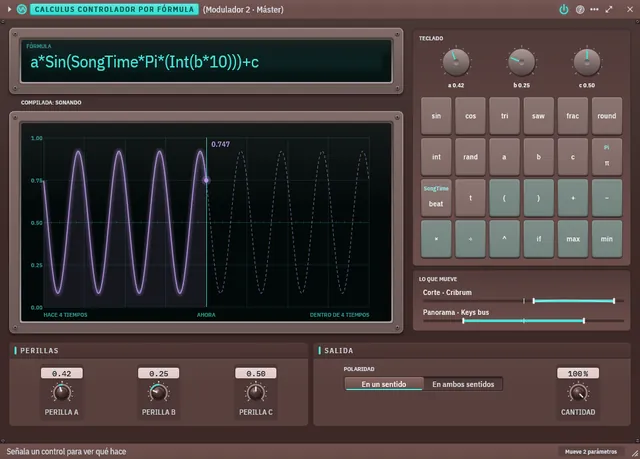 CALCULUS CONTROLADOR POR FÓRMULA (Modulador 2 · Máster)
FÓRMULA
a*Sin(SongTime*Pi*(Int(b*10)))+c
COMPILADA: SONANDO
1.00
0.75
0.50
0.25
0.00
0.747
HACE 4 TIEMPOS
AHORA
DENTRO DE 4 TIEMPOS
TECLADO
a 0.42
b 0.25
c 0.50
sin
cos
tri
saw
frac
round
int
rand
a
b
c
Pi
π
SongTime
beat
t
(
)
+
−
*
÷
^
if
max
min
LO QUE MUEVE
Corte · Cribrum
Panorama · Keys bus
PERILLAS
0.42
0.25
0.50
PERILLA A
PERILLA B
PERILLA C
SALIDA
POLARIDAD
En un sentido
En ambos sentidos
100 %
CANTIDAD
Señala un control para ver qué hace
Mueve 2 parámetros